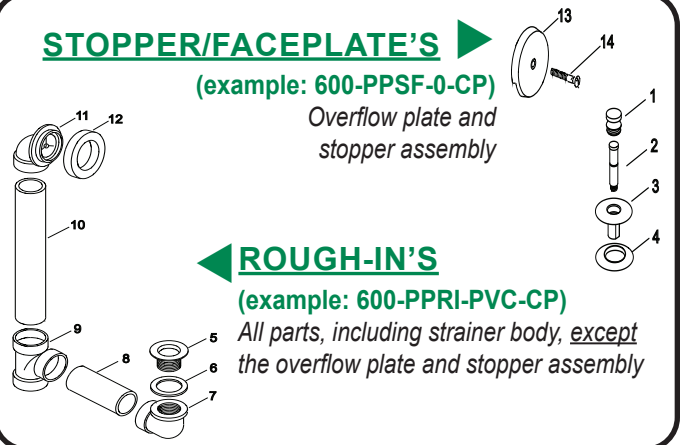 STOPPER/FACEPLATE'S
(example: 600-PPSF-0-CP)
Overflow plate and
stopper assembly
13
14
1
2
3
4
11
12
10
9
8
5
6
7
ROUGH-IN'S
(example: 600-PPRI-PVC-CP)
All parts, including strainer body, except
the overflow plate and stopper assembly